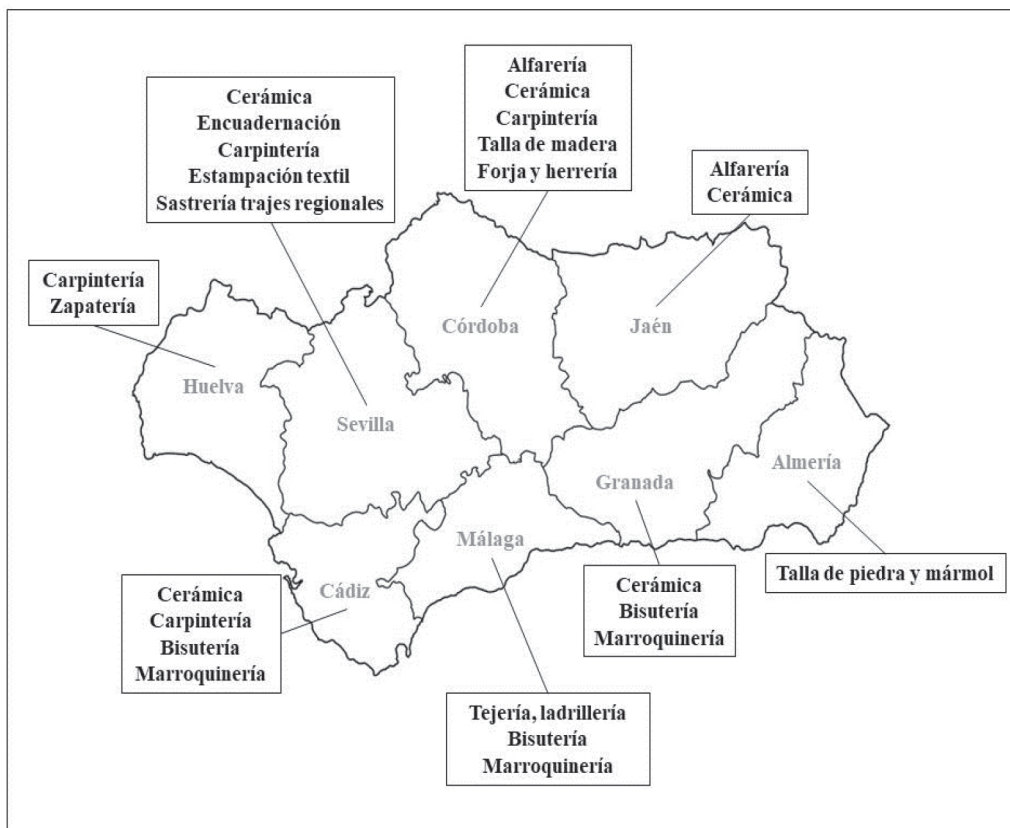 Alfarería
Cerámica
Carpintería
Talla de madera
Forja y herrería
Cerámica
Encuadernación
Carpintería
Estampación textil
Sastrería trajes regionales
Alfarería
Cerámica
Carpintería
Zapatería
Córdoba
Jaén
Huelva
Sevilla
Almería
Granada
Málaga
Cádiz
Talla de piedra y mármol
Cerámica
Carpintería
Bisutería
Marroquinería
Cerámica
Bisutería
Marroquinería
Tejería, ladrillería
Bisutería
Marroquinería